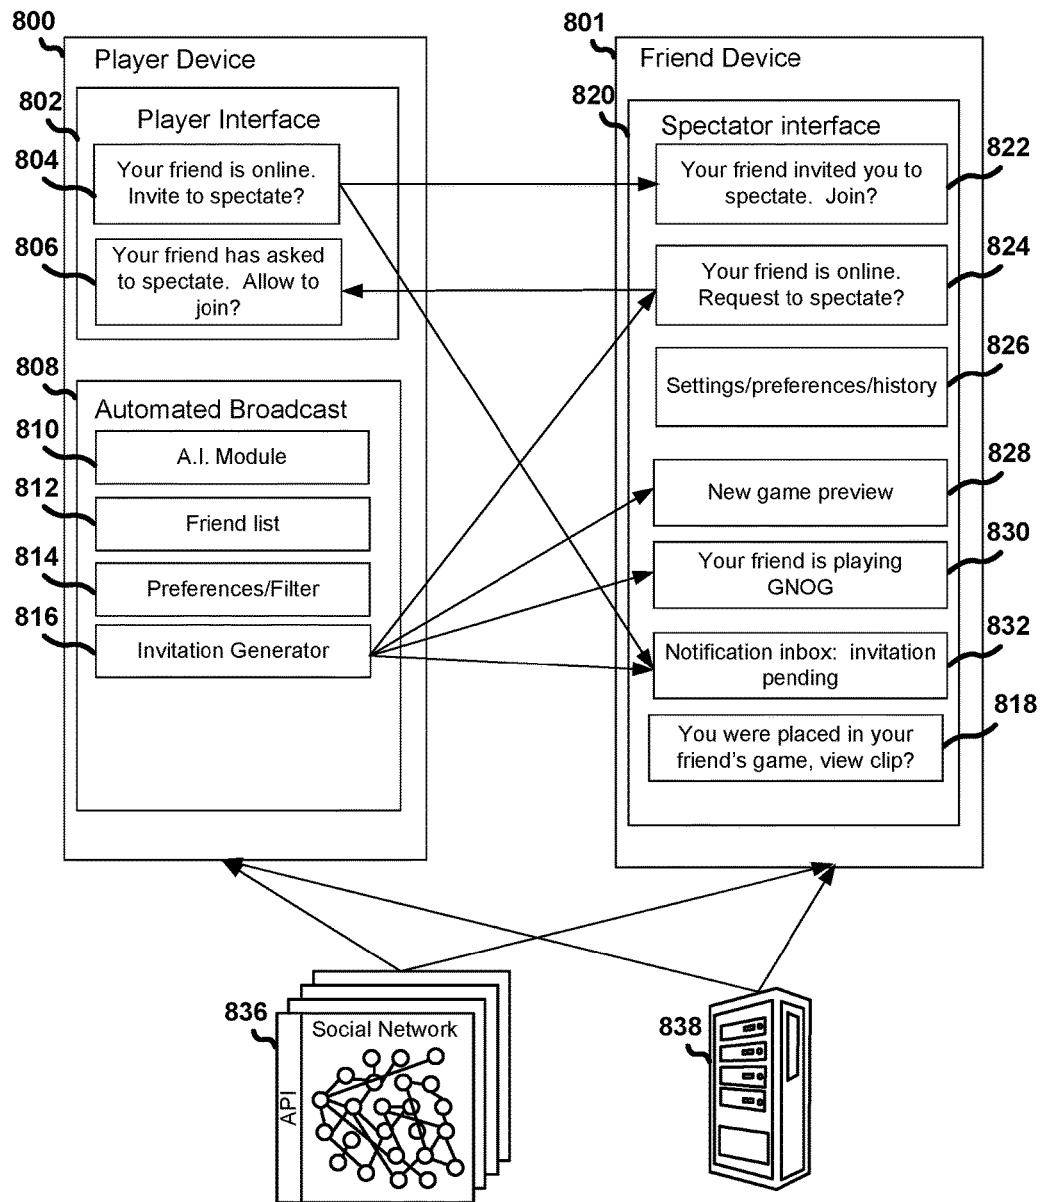 800
Player Device
802
Player Interface
804
Your friend is online.
Invite to spectate?
806
Your friend has asked
to spectate.  Allow to
join?
808
Automated Broadcast
810
A.I. Module
812
Friend list
814
Preferences/Filter
816
Invitation Generator
801
Friend Device
820
Spectator interface
822
Your friend invited you to
spectate.  Join?
824
Your friend is online.
Request to spectate?
826
Settings/preferences/history
828
New game preview
830
Your friend is playing
GNOG
832
Notification inbox:  invitation
pending
818
You were placed in your
friend's game, view clip?
836
Social Network
API
838